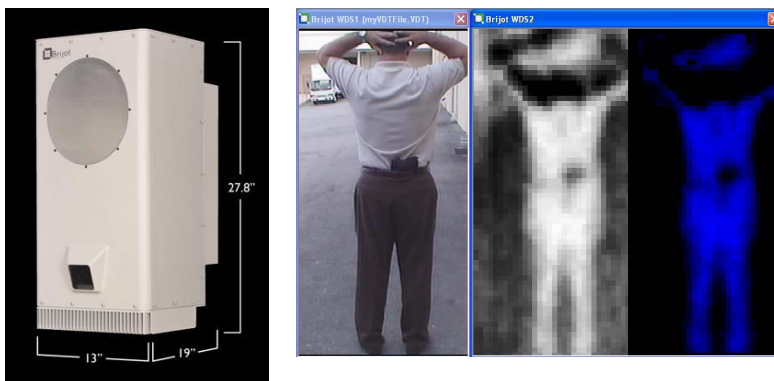 Brijot
27.8"
13"
19"
Brijot WDS1 (myVDTFile.VDT)
Brijot WDS2